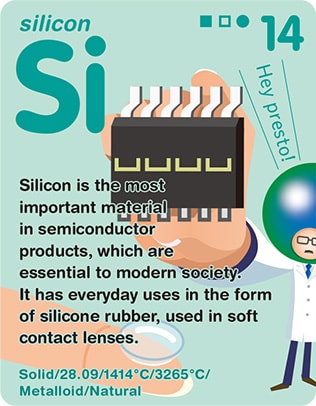 silicon
14
Si
Hey presto!
Silicon is the most
important material
in semiconductor
products, which are
essential to modern society.
It has everyday uses in the form
of silicone rubber, used in soft
contact lenses.
Solid/28.09/1414°C/3265°C/
Metalloid/Natural